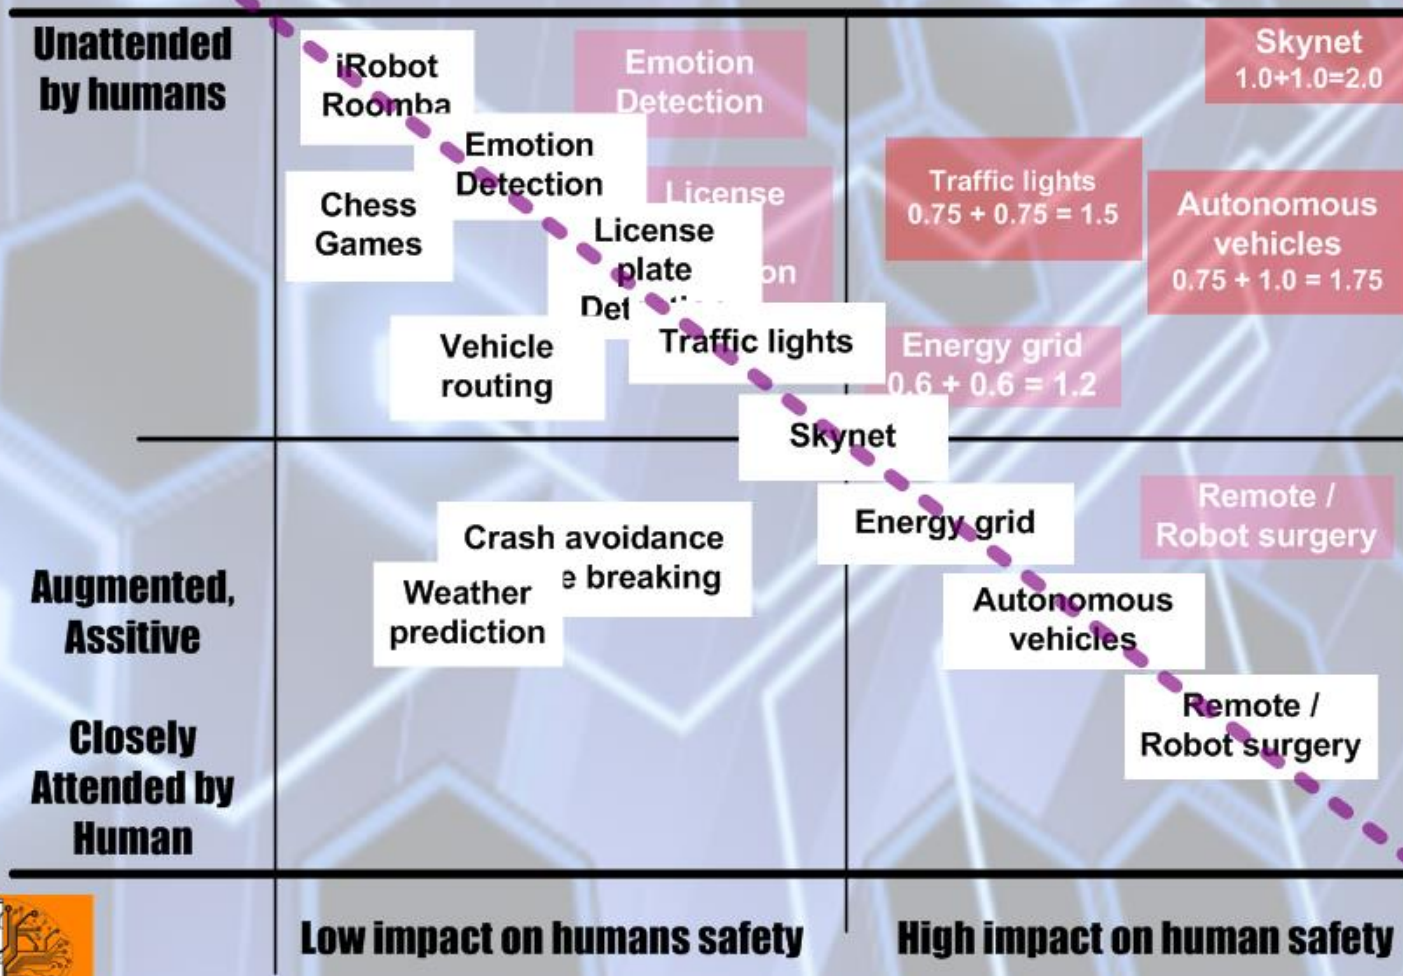 Unattended
by humans
iRobot
Roomba
Emotion
Detection
Skynet
1.0+1.0=2.0
Emotion
Detection
Chess
Games
License
on
License
plate
Traffic lights
0.75 + 0.75 = 1.5
Autonomous
vehicles
0.75 + 1.0 = 1.75
Vehicle
routing
Traffic lights
Energy grid
0.6 + 0.6 = 1.2
Skynet
Crash avoidance
e breaking
Weather
prediction
Energy grid
Remote /
Robot surgery
Augmented,
Assitive
Autonomous
vehicles
Closely
Attended by
Human
Remote /
Robot surgery
Low impact on humans safety
High impact on human safety